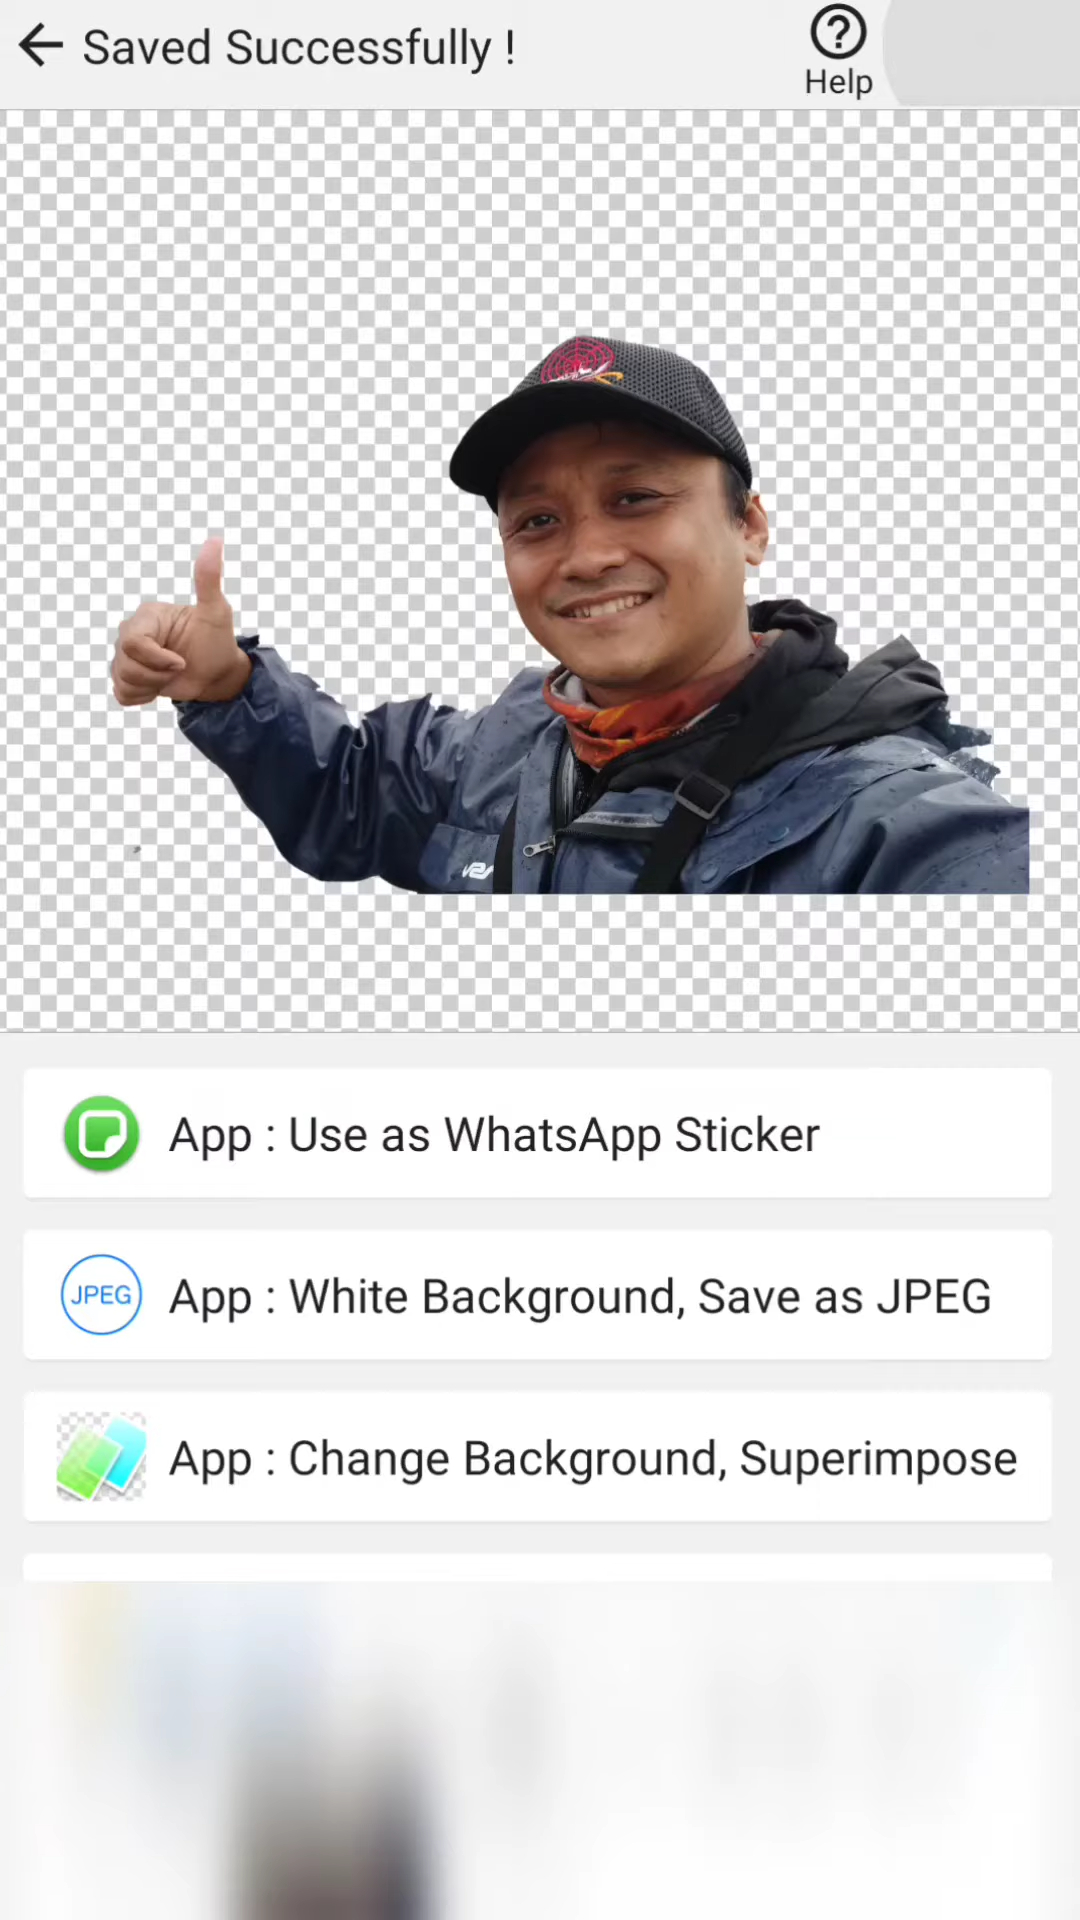 Saved Successfully !
Help
App : Use as WhatsApp Sticker
JPEG
App : White Background, Save as JPEG
App : Change Background, Superimpose